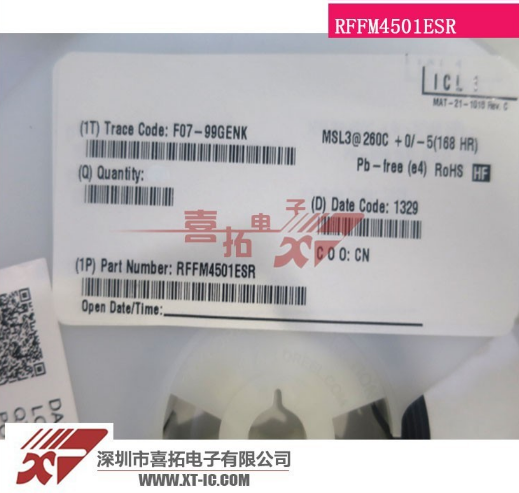 RFFM4501ESR
MAT-21-1015 Rev. C
(1T) Trace Code: F07-99GENK
MSL3@260C +0/-5(168 HR)
Pb-free (e4) RoHS HF
(Q) Quantity:
(D) Date Code: 1329
喜拓电子 XT
C O O: CN
(1P) Part Number: RFFM4501ESR
Open Date/Time:
XT
深圳市喜拓电子有限公司
WWW.XT-IC.COM